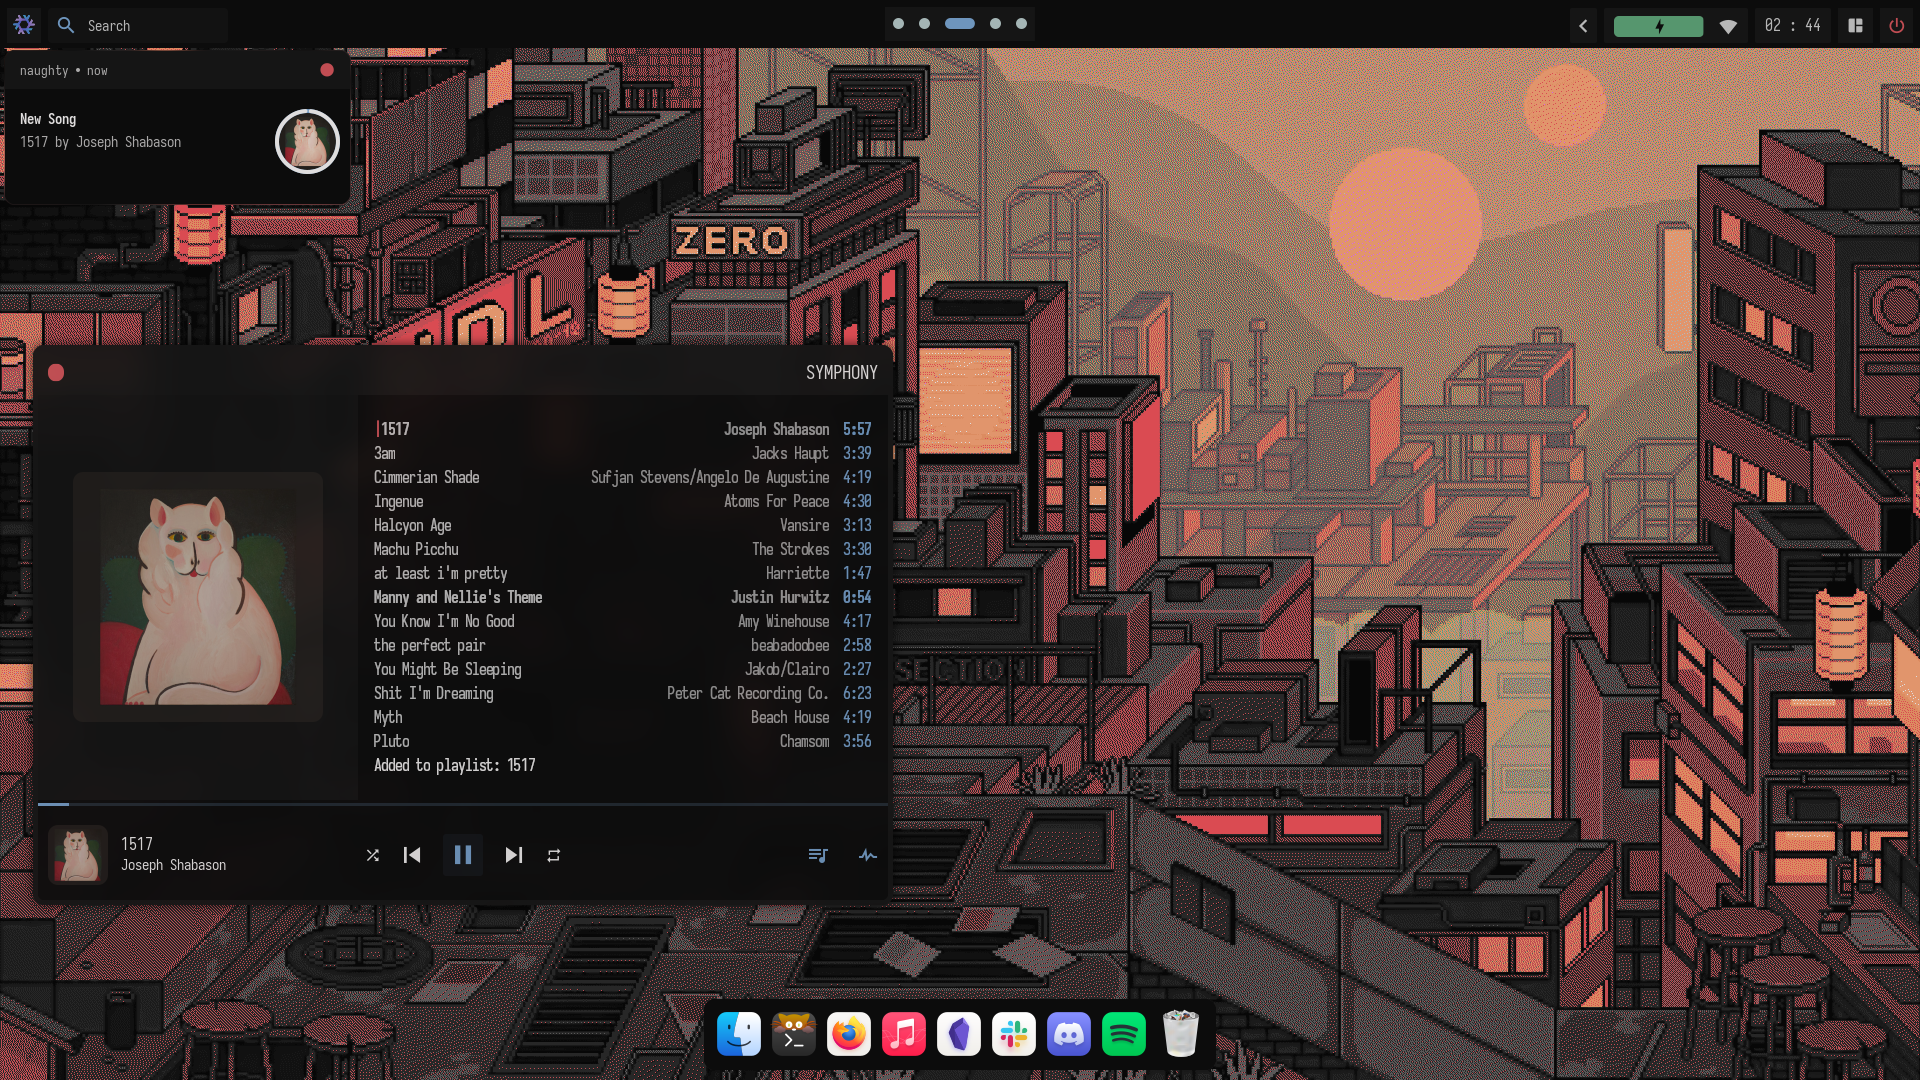 Search
02 : 44
naughty • now
New Song
1517 by Joseph Shabason
ZERO
SYMPHONY
1517 Joseph Shabason 5:57
3am Jacks Haupt 3:39
Cimmerian Shade Sufjan Stevens/Angelo De Augustine 4:19
Ingenue Atoms For Peace 4:30
Halcyon Age Vansire 3:13
Machu Picchu The Strokes 3:30
at least i'm pretty Harriette 1:47
Manny and Nellie's Theme Justin Hurwitz 0:54
You Know I'm No Good Amy Winehouse 4:17
the perfect pair beabadoobee 2:58
You Might Be Sleeping Jakob/Clairo 2:27
Shit I'm Dreaming Peter Cat Recording Co. 6:23
Myth Beach House 4:19
Pluto Chamsom 3:56
Added to playlist: 1517
SECTION
1517
Joseph Shabason